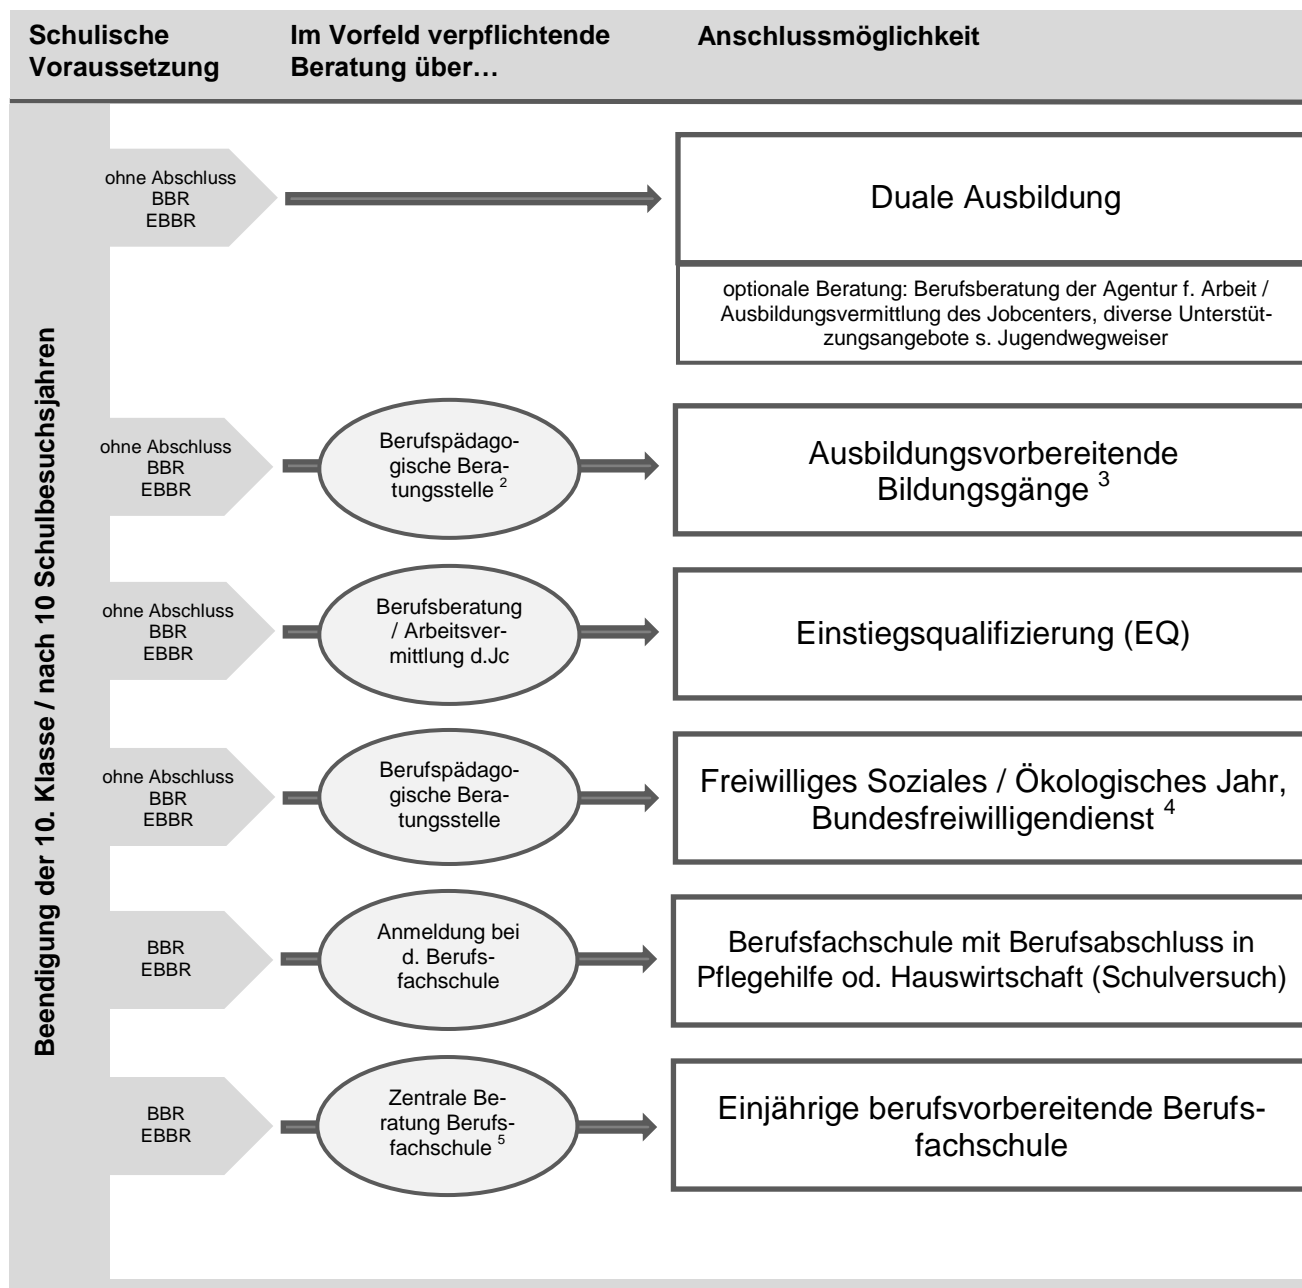 Schulische
Voraussetzung
Im Vorfeld verpflichtende
Beratung über…
Anschlussmöglichkeit
Beendigung der 10. Klasse / nach 10 Schulbesuchsjahren
ohne Abschluss
BBR
EBBR
Duale Ausbildung
optionale Beratung: Berufsberatung der Agentur f. Arbeit /
Ausbildungsvermittlung des Jobcenters, diverse Unterstüt-
zungsangebote s. Jugendwegweiser
ohne Abschluss
BBR
EBBR
Berufspädago-
gische Bera-
tungsstelle 2
Ausbildungsvorbereitende
Bildungsgänge 3
ohne Abschluss
BBR
EBBR
Berufsberatung
/ Arbeitsver-
mittlung d.Jc
Einstiegsqualifizierung (EQ)
ohne Abschluss
BBR
EBBR
Berufspädago-
gische Bera-
tungsstelle
Freiwilliges Soziales / Ökologisches Jahr,
Bundesfreiwilligendienst 4
BBR
EBBR
Anmeldung bei
d. Berufs-
fachschule
Berufsfachschule mit Berufsabschluss in
Pflegehilfe od. Hauswirtschaft (Schulversuch)
BBR
EBBR
Zentrale Be-
ratung Berufs-
fachschule 5
Einjährige berufsvorbereitende Berufs-
fachschule